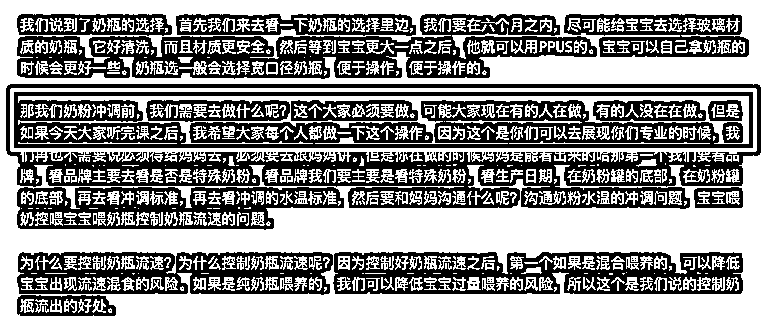 我们说到了奶瓶的选择，首先我们来去看一下奶瓶的选择里边，我们要在六个月之内，尽可能给宝宝去选择玻璃材
质的奶瓶，它好清洗，而且材质更安全。然后等到宝宝更大一点之后，他就可以用PPUS的。宝宝可以自己拿奶瓶的
时候会更好一些。奶瓶选一般会选择宽口径奶瓶，便于操作，便于操作的。
那我们奶粉冲调前，我们需要去做什么呢？这个大家必须要做。可能大家现在有的人在做，有的人没在在做。但是
如果今天大家听完课之后，我希望大家每个人都做一下这个操作。因为这个是你们可以去展现你们专业的时候，我
们再也不需要说必须得给妈妈去，必须要去跟妈妈讲，但是你在做的时候妈妈是能看出来的哈那第一个我们要看品
牌，看品牌我们要去看是否是特殊奶粉。看品牌我们要主要是看特殊奶粉，看生产日期，在奶粉罐的底部，在奶粉罐
的底部，再去看冲调标准，再去看冲调的水温标准，然后要和妈妈沟通什么呢？沟通奶粉水温的冲调问题，宝宝喂
奶控喂宝宝喂奶瓶控制奶瓶流速的问题。
为什么要控制奶瓶流速？为什么控制奶瓶流速呢？因为控制好奶瓶流速之后，第一个如果是混合喂养的，可以降低
宝宝出现流速混食的风险。如果是纯奶瓶喂养的，我们可以降低宝宝过量喂养的风险，所以这个是我们说的控制奶
瓶流出的好处。